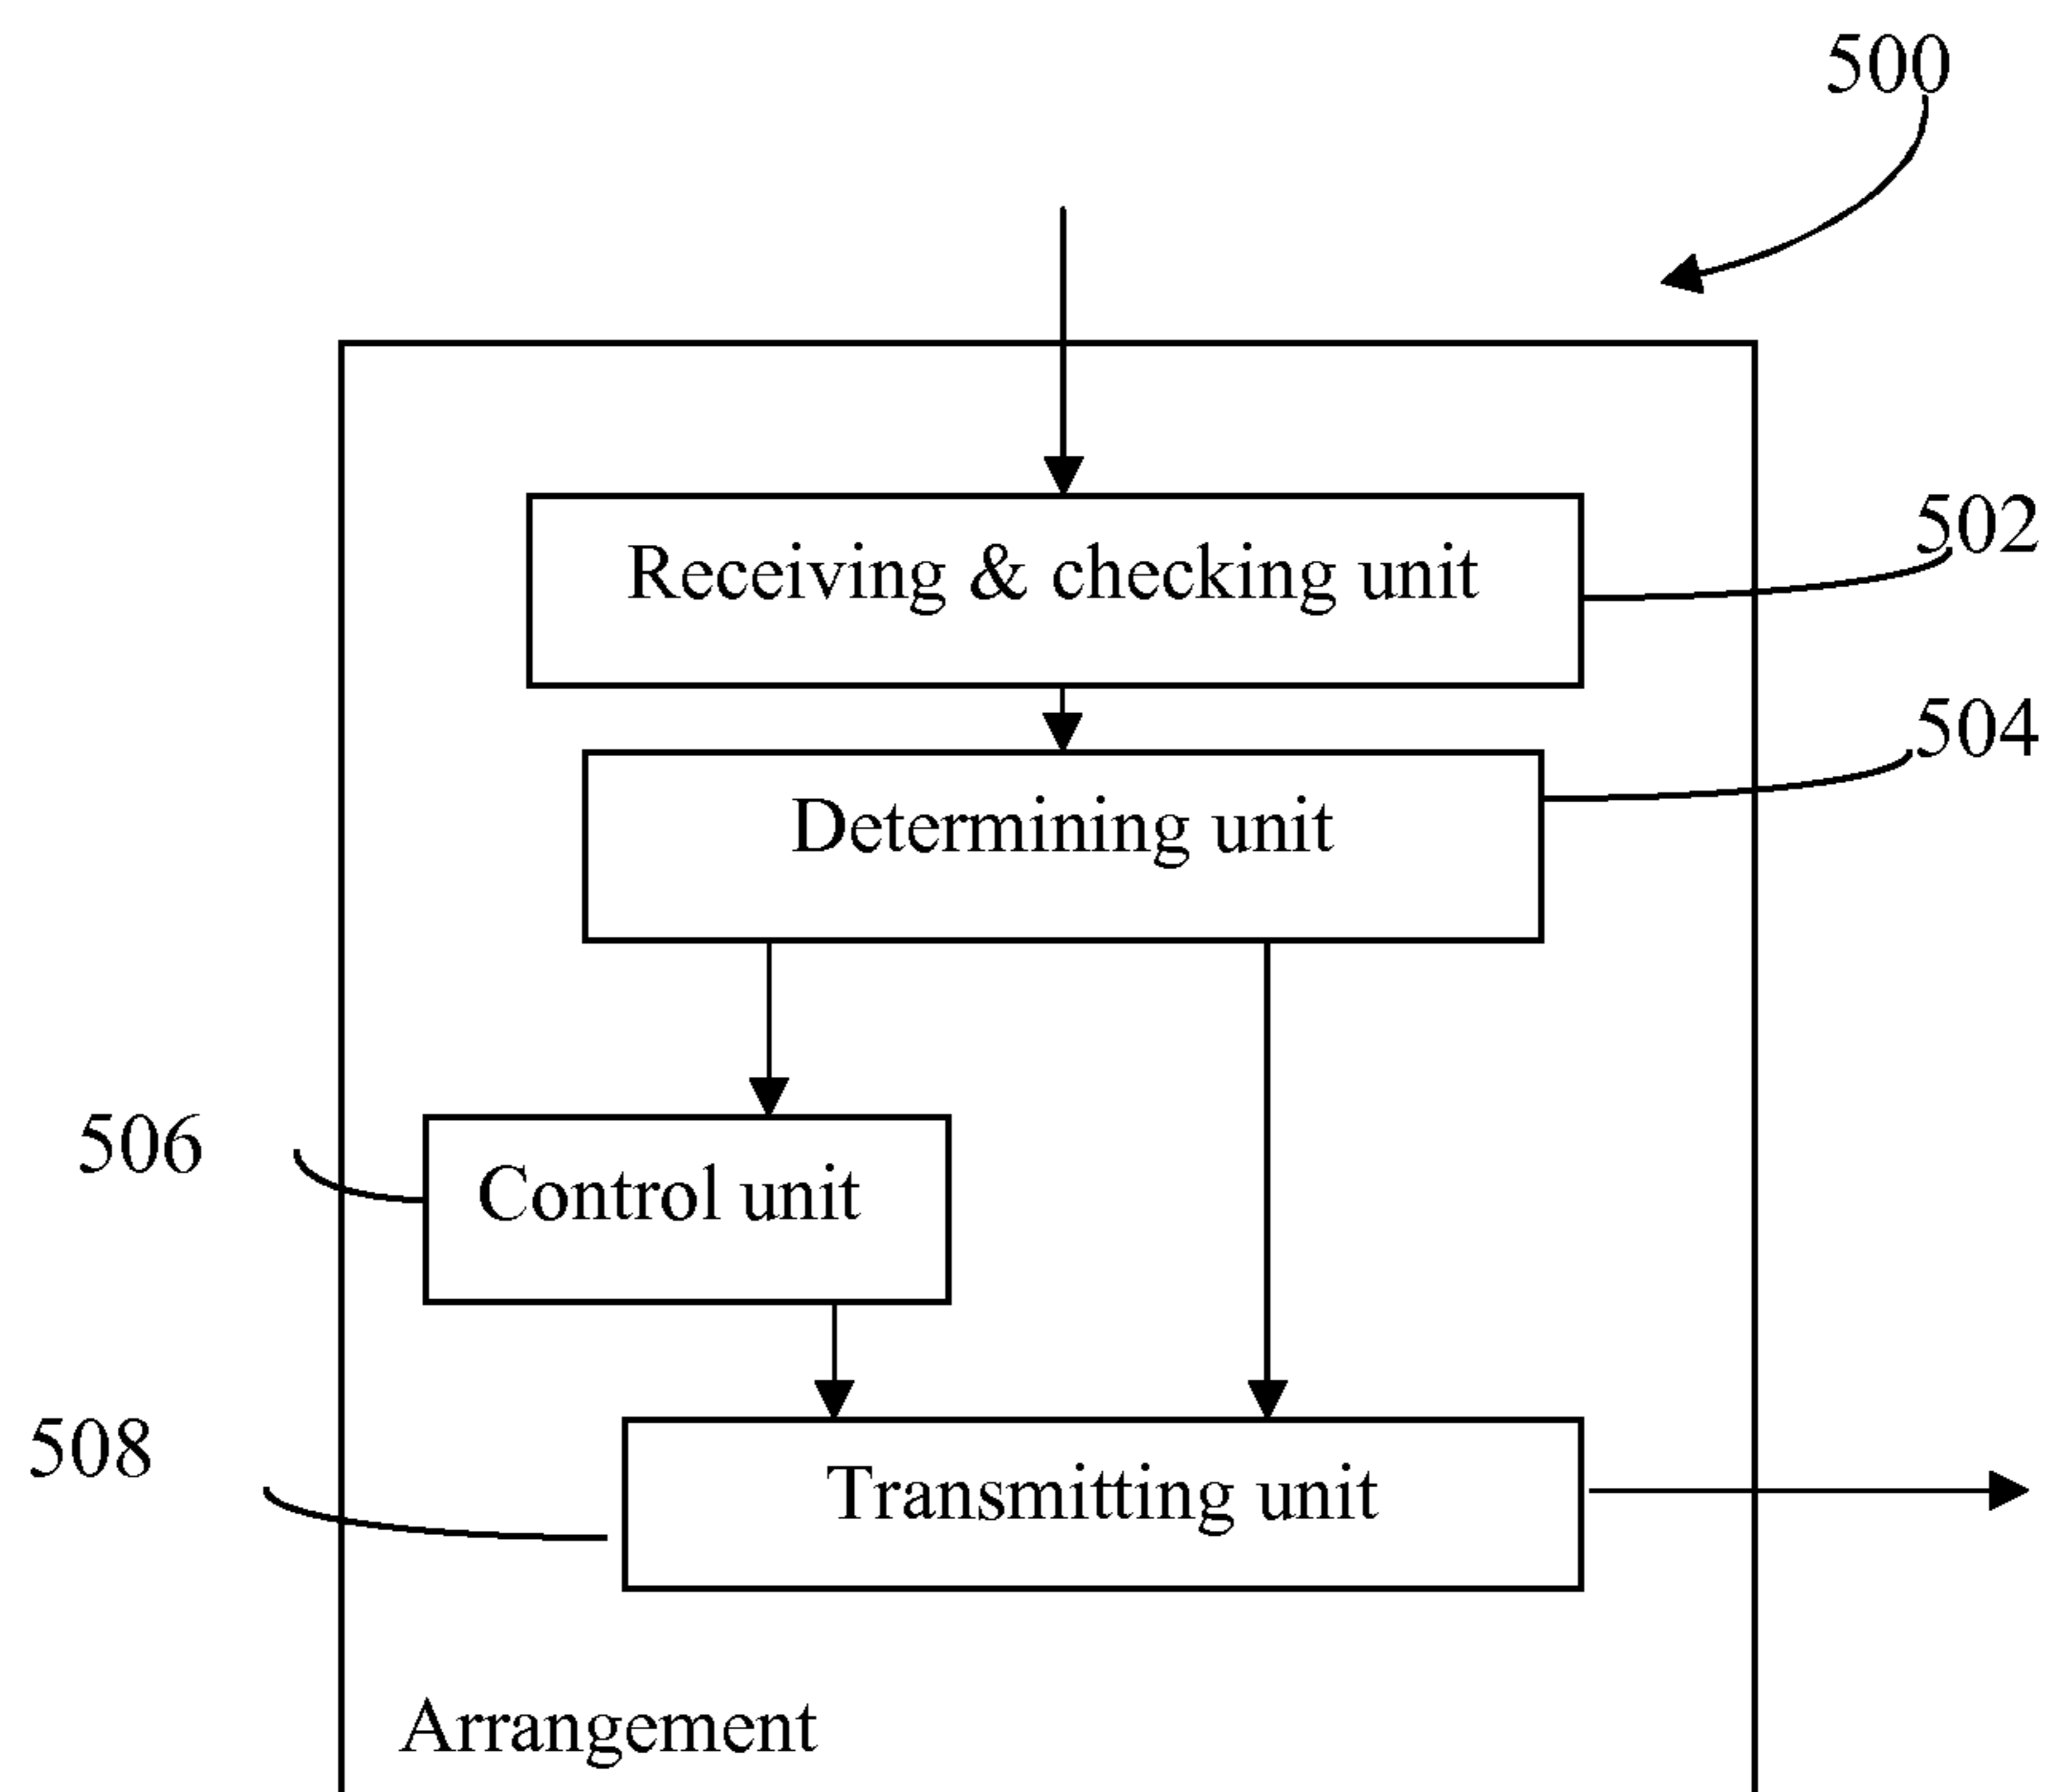 500
Receiving & checking unit
502
504
Determining unit
506
Control unit
508
Transmitting unit
Arrangement